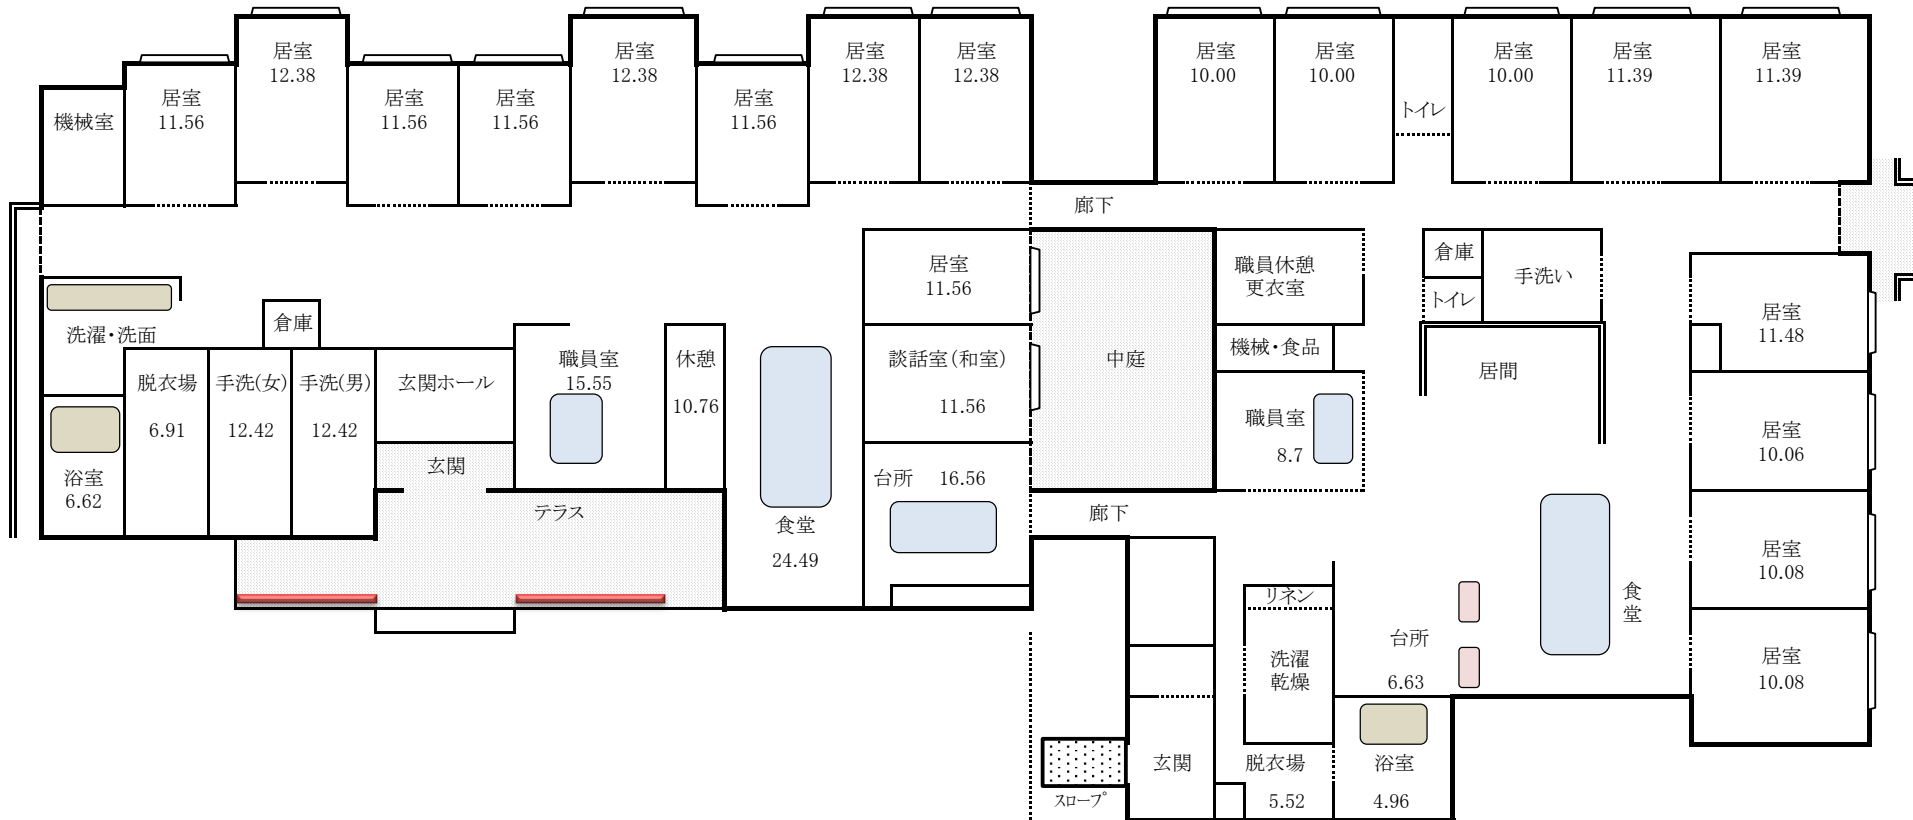 居室
12.38
居室
12.38
居室
12.38
居室
12.38
居室
10.00
居室
10.00
居室
10.00
居室
11.39
居室
11.39
機械室
居室
11.56
居室
11.56
居室
11.56
居室
11.56
トイレ
廊下
居室
11.56
職員休憩
更衣室
倉庫
手洗い
トイレ
洗濯・洗面
倉庫
居室
11.48
脱衣場
6.91
手洗(女)
12.42
手洗(男)
12.42
玄関ホール
職員室
15.55
休憩
10.76
談話室(和室)
11.56
中庭
機械・食品
居間
職員室
8.7
居室
10.06
浴室
6.62
玄関
テラス
食堂
24.49
台所 16.56
廊下
居室
10.08
リネン
食堂
台所
6.63
洗濯
乾燥
居室
10.08
玄関
脱衣場
5.52
浴室
4.96
スロープ